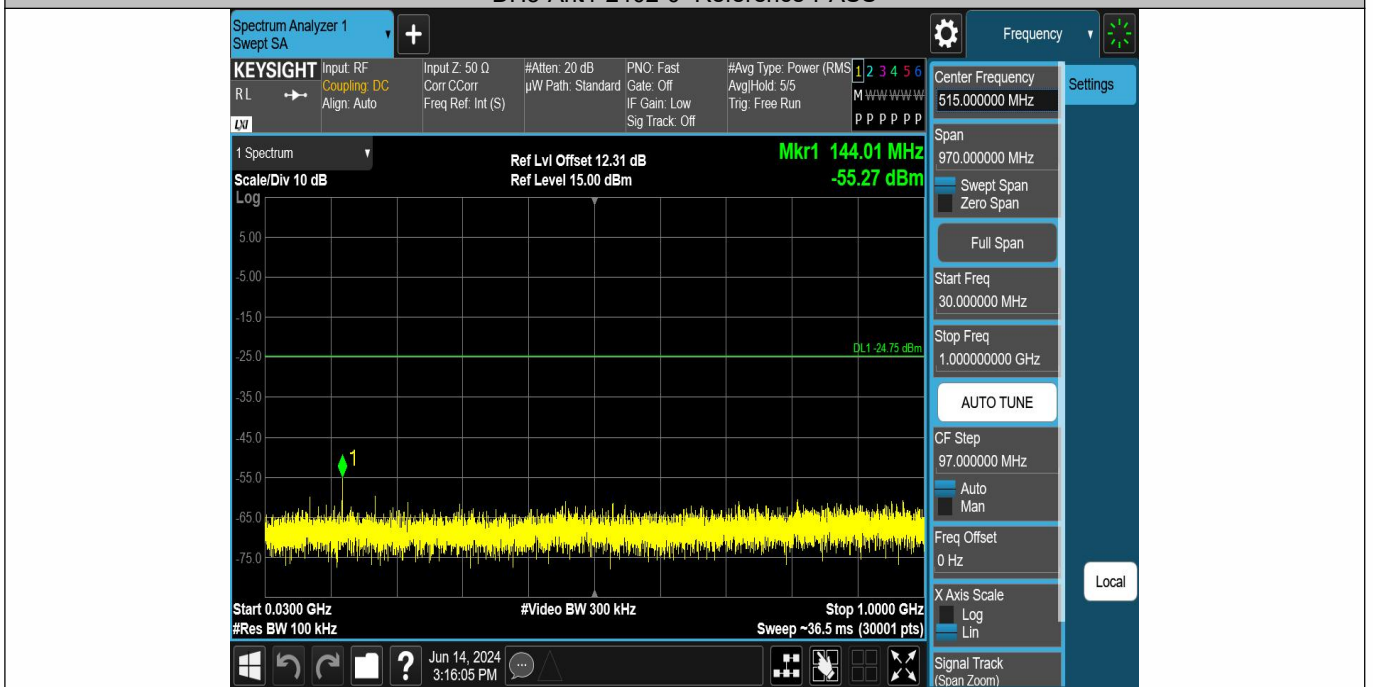 Spectrum Analyzer 1
Swept SA
Frequency
KEYSIGHT
RL
LXI
Input: RF
Coupling: DC
Align: Auto
Input Z: 50 Ω
Corr CCorr
Freq Ref: Int (S)
#Atten: 20 dB
µW Path: Standard
PNO: Fast
Gate: Off
IF Gain: Low
Sig Track: Off
#Avg Type: Power (RMS
Avg|Hold: 5/5
Trig: Free Run
1 2 3 4 5 6
M W W W W W
P P P P P P
Center Frequency
515.000000 MHz
Settings
1 Spectrum
Scale/Div 10 dB
Ref Lvl Offset 12.31 dB
Ref Level 15.00 dBm
Mkr1 144.01 MHz
-55.27 dBm
Span
970.000000 MHz
Swept Span
Zero Span
Full Span
Start Freq
30.000000 MHz
Stop Freq
1.000000000 GHz
AUTO TUNE
CF Step
97.000000 MHz
Auto
Man
Freq Offset
0 Hz
X Axis Scale
Log
Lin
Signal Track
(Span Zoom)
Local
Log
5.00
-5.00
-15.0
-25.0
-35.0
-45.0
-55.0
-65.0
-75.0
DL1 -24.75 dBm
1
Start 0.0300 GHz
#Res BW 100 kHz
#Video BW 300 kHz
Stop 1.0000 GHz
Sweep ~36.5 ms (30001 pts)
?
Jun 14, 2024
3:16:05 PM